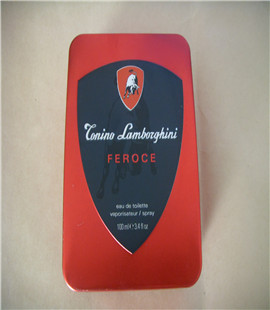 Tonino Lamborghini
FEROCE
eau de toilette
vaporisateur / spray
100 ml ℮ 3.4 fl oz